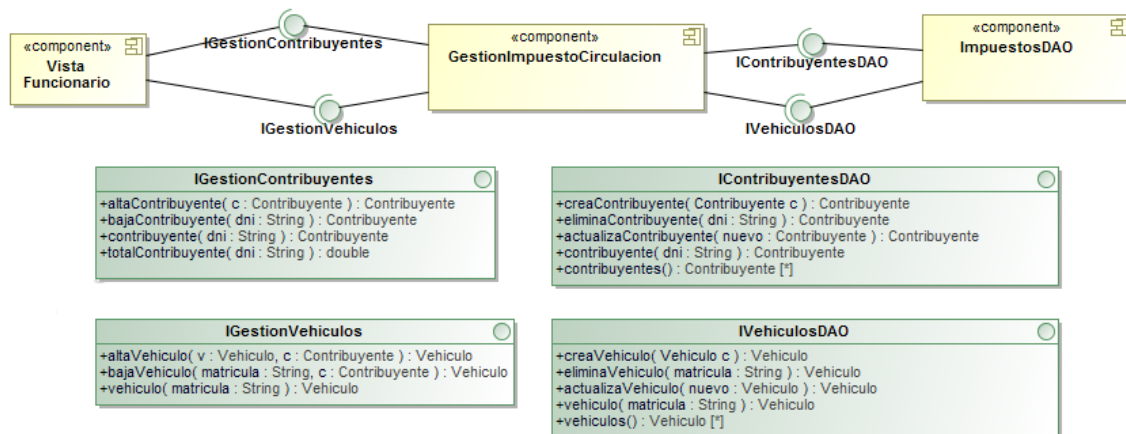 «component»
Vista
Funcionario
IGestionContribuyentes
IGestionVehiculos
«component»
GestionImpuestoCirculacion
IContribuyentesDAO
IVehiculosDAO
«component»
ImpuestosDAO
IGestionContribuyentes
+altaContribuyente( c : Contribuyente ) : Contribuyente
+bajaContribuyente( dni : String ) : Contribuyente
+contribuyente( dni : String ) : Contribuyente
+totalContribuyente( dni : String ) : double
IContribuyentesDAO
+creaContribuyente( Contribuyente c ) : Contribuyente
+eliminaContribuyente( dni : String ) : Contribuyente
+actualizaContribuyente( nuevo : Contribuyente ) : Contribuyente
+contribuyente( dni : String ) : Contribuyente
+contribuyentes() : Contribuyente [*]
IGestionVehiculos
+altaVehiculo( v : Vehiculo, c : Contribuyente ) : Vehiculo
+bajaVehiculo( matricula : String, c : Contribuyente ) : Vehiculo
+vehiculo( matricula : String ) : Vehiculo
IVehiculosDAO
+creaVehiculo( Vehiculo c ) : Vehiculo
+eliminaVehiculo( matricula : String ) : Vehiculo
+actualizaVehiculo( nuevo : Vehiculo ) : Vehiculo
+vehiculo( matricula : String ) : Vehiculo
+vehiculos() : Vehiculo [*]